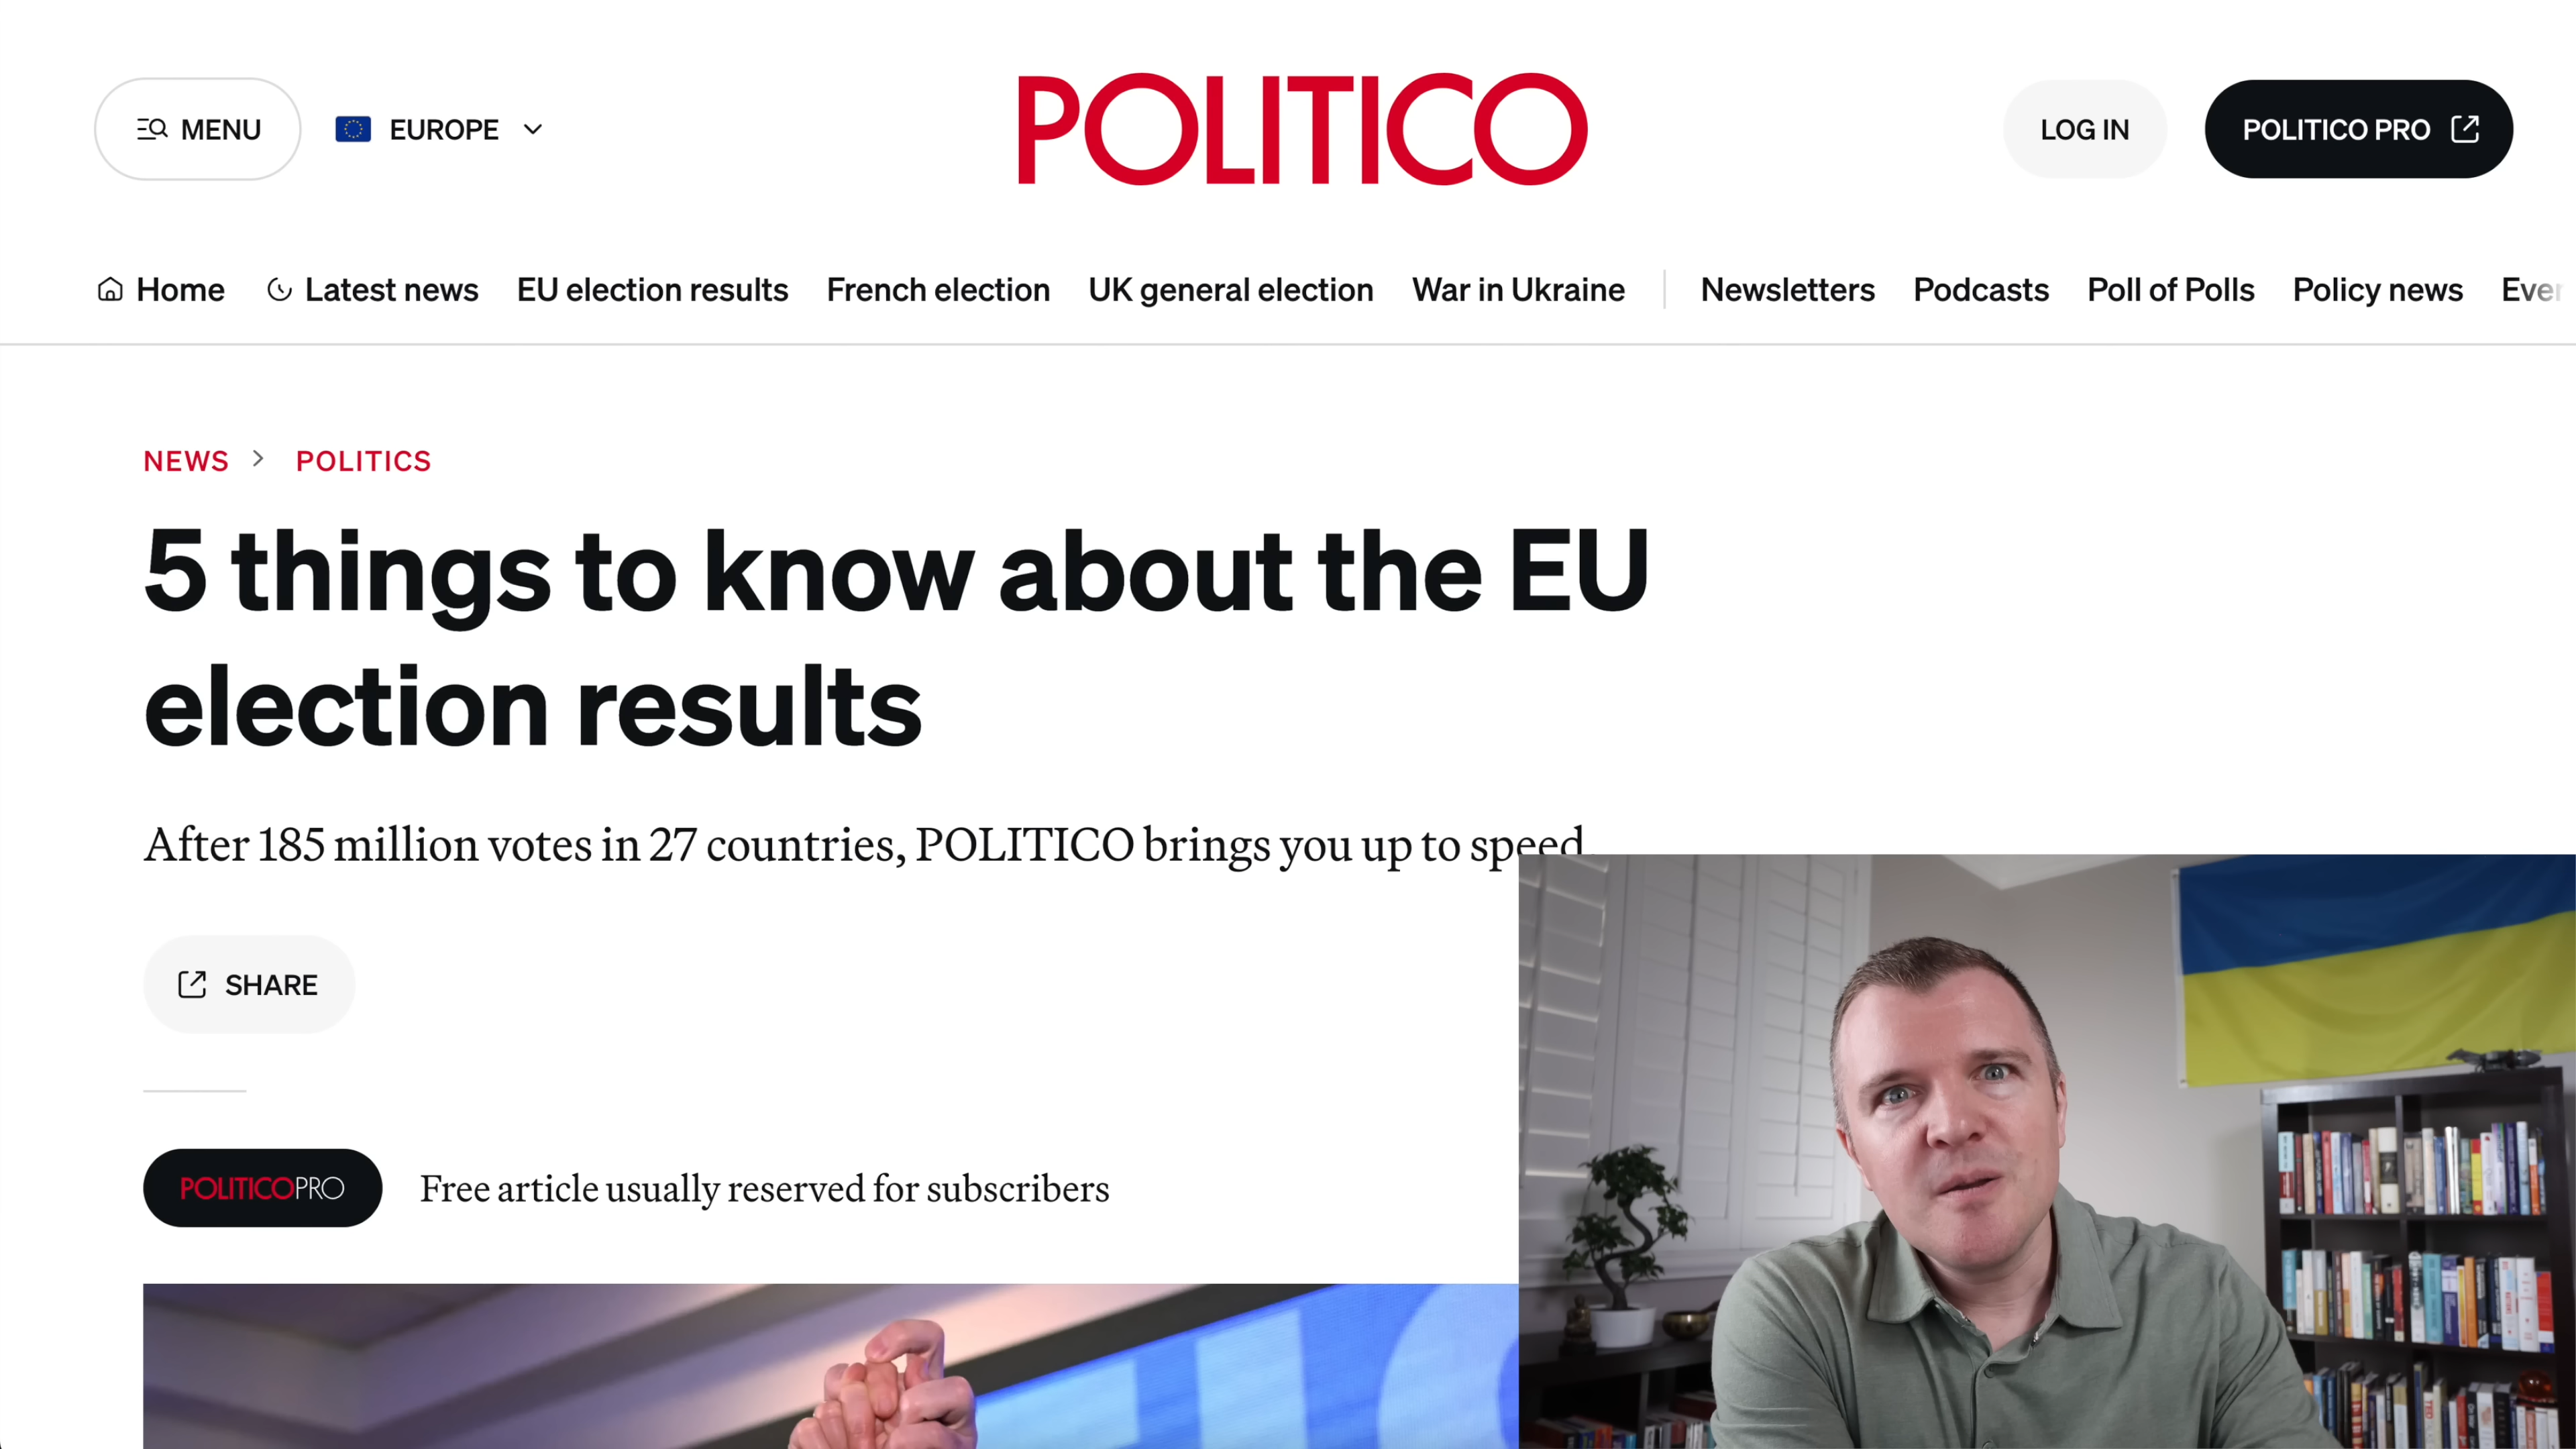 MENU
EUROPE
POLITICO
LOG IN
POLITICO PRO
Home
Latest news
EU election results
French election
UK general election
War in Ukraine
Newsletters
Podcasts
Poll of Polls
Policy news
NEWS > POLITICS
5 things to know about the EU
election results
After 185 million votes in 27 countries, POLITICO brings you up to speed
SHARE
POLITICOPRO
Free article usually reserved for subscribers